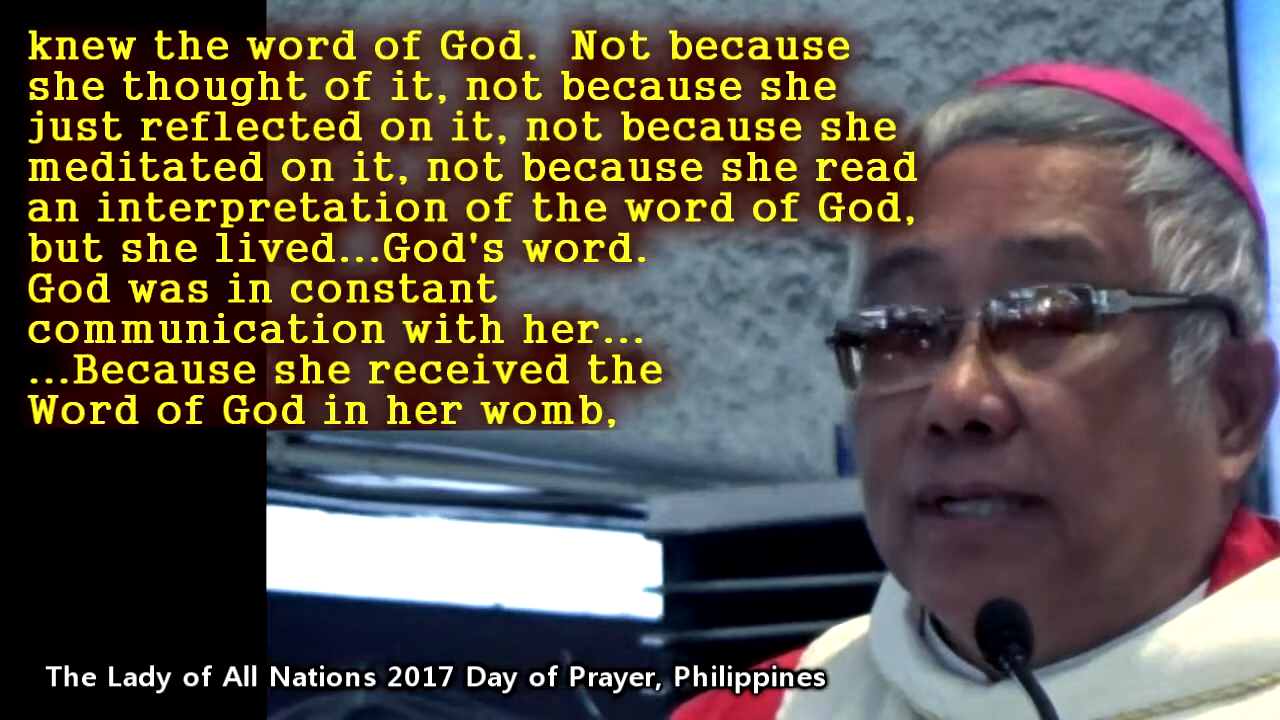 knew the word of God.  Not because
she thought of it, not because she
just reflected on it, not because she
meditated on it, not because she read
an interpretation of the word of God,
but she lived...God's word.
God was in constant
communication with her...
...Because she received the
Word of God in her womb,
The Lady of All Nations 2017 Day of Prayer, Philippines